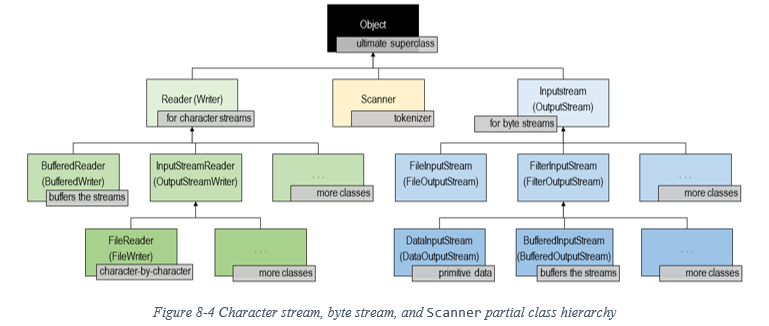 Object
ultimate superclass
Reader (Writer)
for character streams
Scanner
tokenizer
Inputstream
(OutputStream)
for byte streams
BufferedReader
(BufferedWriter)
buffers the streams
InputStreamReader
(OutputStreamWriter)
. . .
more classes
FileInputStream
(FileOutputStream)
FilterInputStream
(FilterOutputStream)
. . .
more classes
FileReader
(FileWriter)
character-by-character
. . .
more classes
DataInputStream
(DataOutputStream)
primitive data
BufferedInputStream
(BufferedOutputStream)
buffers the streams
. . .
more classes
Figure 8-4 Character stream, byte stream, and Scanner partial class hierarchy